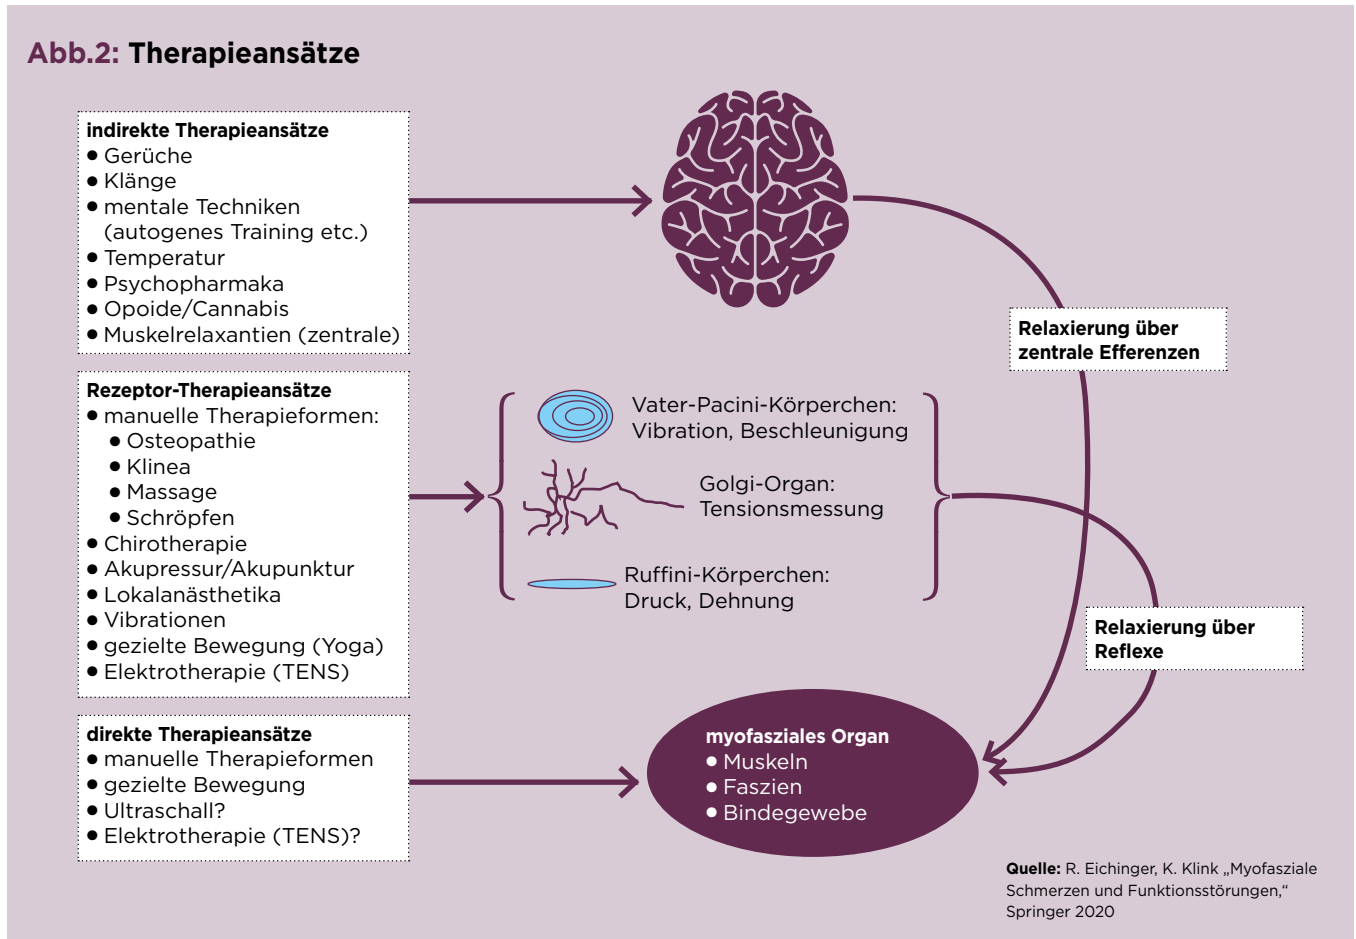 Abb.2: Therapieansätze
indirekte Therapieansätze
● Gerüche
● Klänge
● mentale Techniken
(autogenes Training etc.)
● Temperatur
● Psychopharmaka
● Opoide/Cannabis
● Muskelrelaxantien (zentrale)
Relaxierung über
zentrale Efferenzen
Rezeptor-Therapieansätze
● manuelle Therapieformen:
● Osteopathie
● Klinea
● Massage
● Schröpfen
● Chirotherapie
● Akupressur/Akupunktur
● Lokalanästhetika
● Vibrationen
● gezielte Bewegung (Yoga)
● Elektrotherapie (TENS)
Vater-Pacini-Körperchen:
Vibration, Beschleunigung
Golgi-Organ:
Tensionsmessung
Ruffini-Körperchen:
Druck, Dehnung
Relaxierung über
Reflexe
direkte Therapieansätze
● manuelle Therapieformen
● gezielte Bewegung
● Ultraschall?
● Elektrotherapie (TENS)?
myofasziales Organ
● Muskeln
● Faszien
● Bindegewebe
Quelle: R. Eichinger, K. Klink „Myofasziale
Schmerzen und Funktionsstörungen,“
Springer 2020